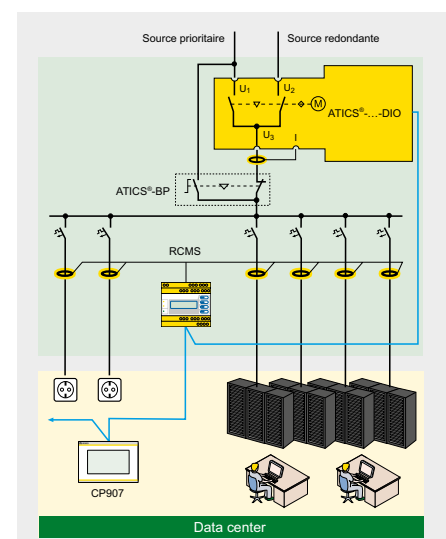 Source prioritaire
Source redondante
U1
U2
M
ATICS®-...-DIO
U3
I
ATICS®-BP
RCMS
CP907
Data center